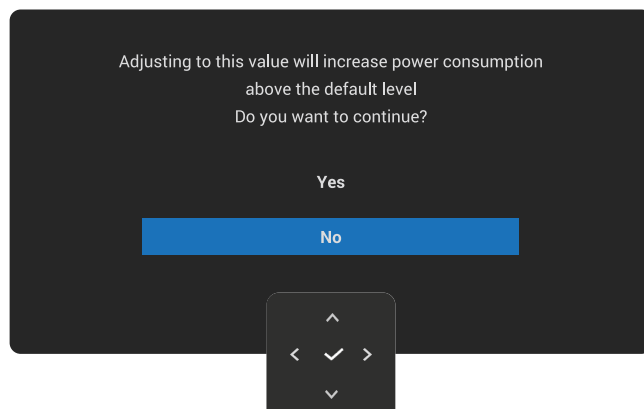 Adjusting to this value will increase power consumption
above the default level
Do you want to continue?
Yes
No